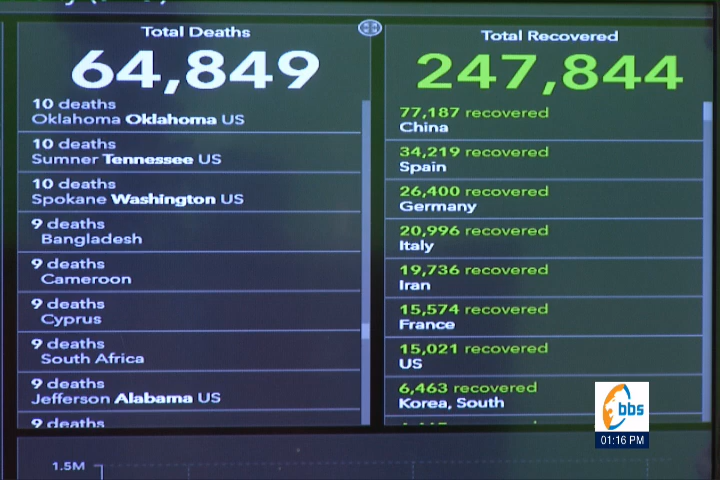 Total Deaths
64,849
10 deaths
Oklahoma Oklahoma US
10 deaths
Sumner Tennessee US
10 deaths
Spokane Washington US
9 deaths
Bangladesh
9 deaths
Cameroon
9 deaths
Cyprus
9 deaths
South Africa
9 deaths
Jefferson Alabama US
9 deaths
Total Recovered
247,844
77,187 recovered
China
34,219 recovered
Spain
26,400 recovered
Germany
20,996 recovered
Italy
19,736 recovered
Iran
15,574 recovered
France
15,021 recovered
US
6,463 recovered
Korea, South
1.5M
bbs
01:16 PM